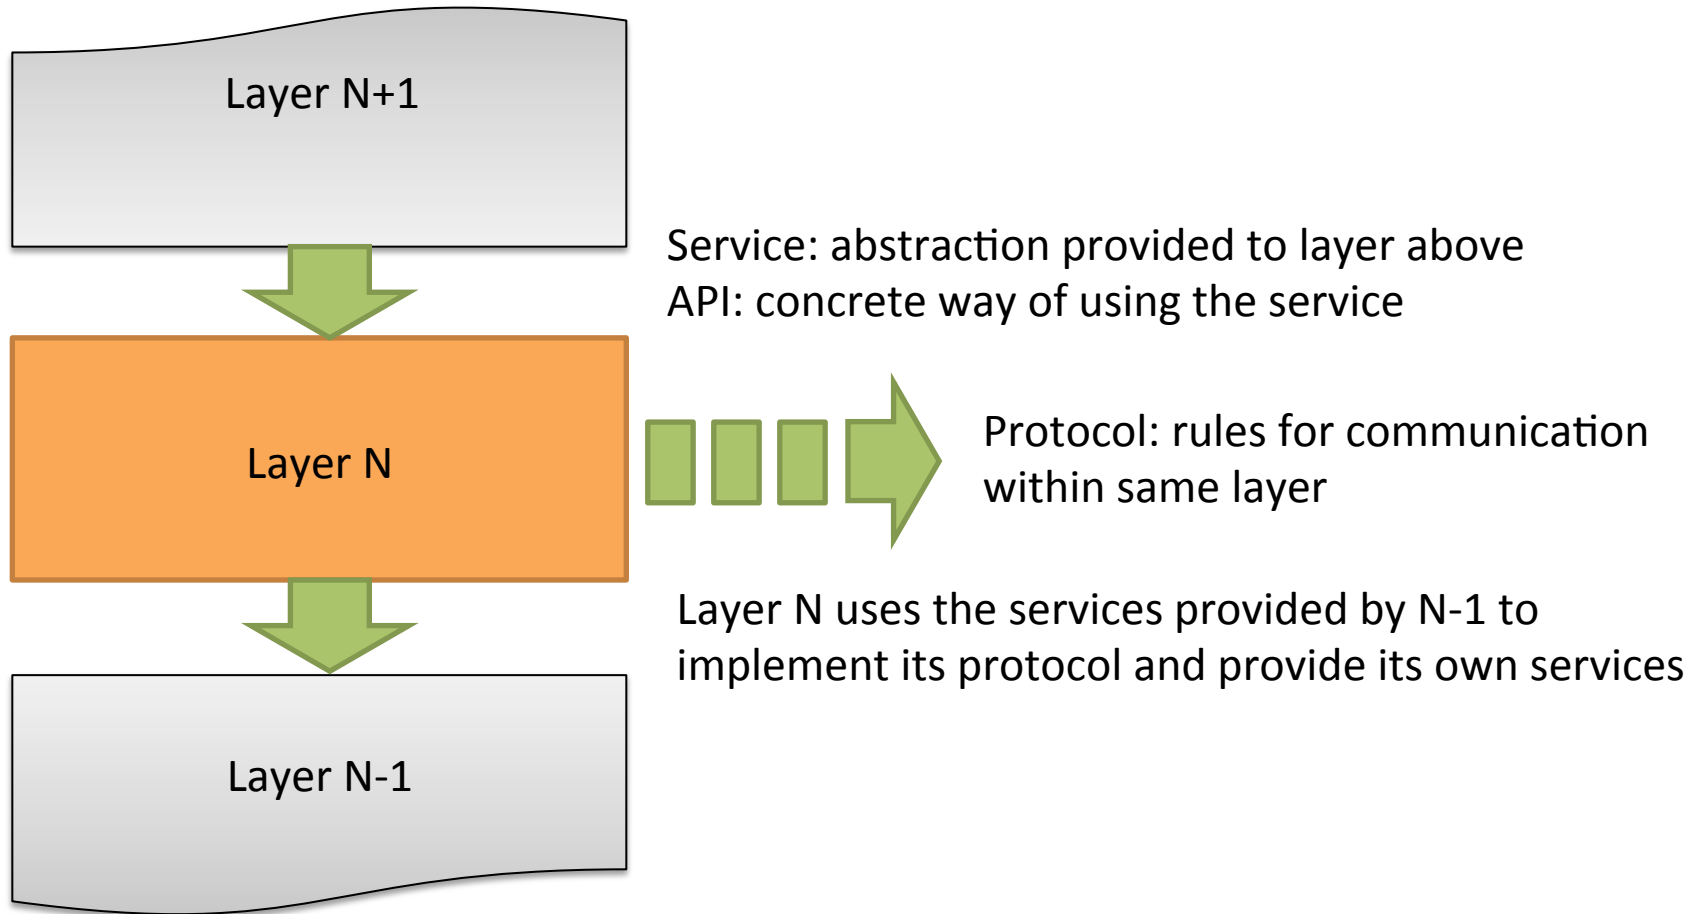 Layer N+1
Service: abstraction provided to layer above
API: concrete way of using the service
Layer N
Protocol: rules for communication
within same layer
Layer N uses the services provided by N-1 to
implement its protocol and provide its own services
Layer N-1